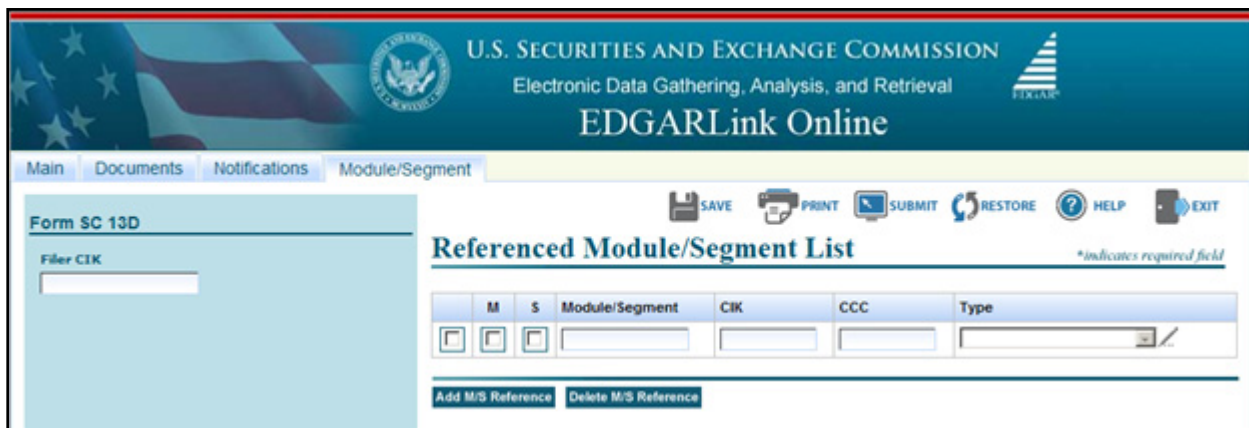 U.S. SECURITIES AND EXCHANGE COMMISSION
Electronic Data Gathering, Analysis, and Retrieval
EDGAR®
EDGARLink Online
Main Documents Notifications Module/Segment
SAVE PRINT SUBMIT RESTORE HELP EXIT
Form SC 13D
Filer CIK
Referenced Module/Segment List
*indicates required field
M S Module/Segment CIK CCC Type
Add M/S Reference Delete M/S Reference